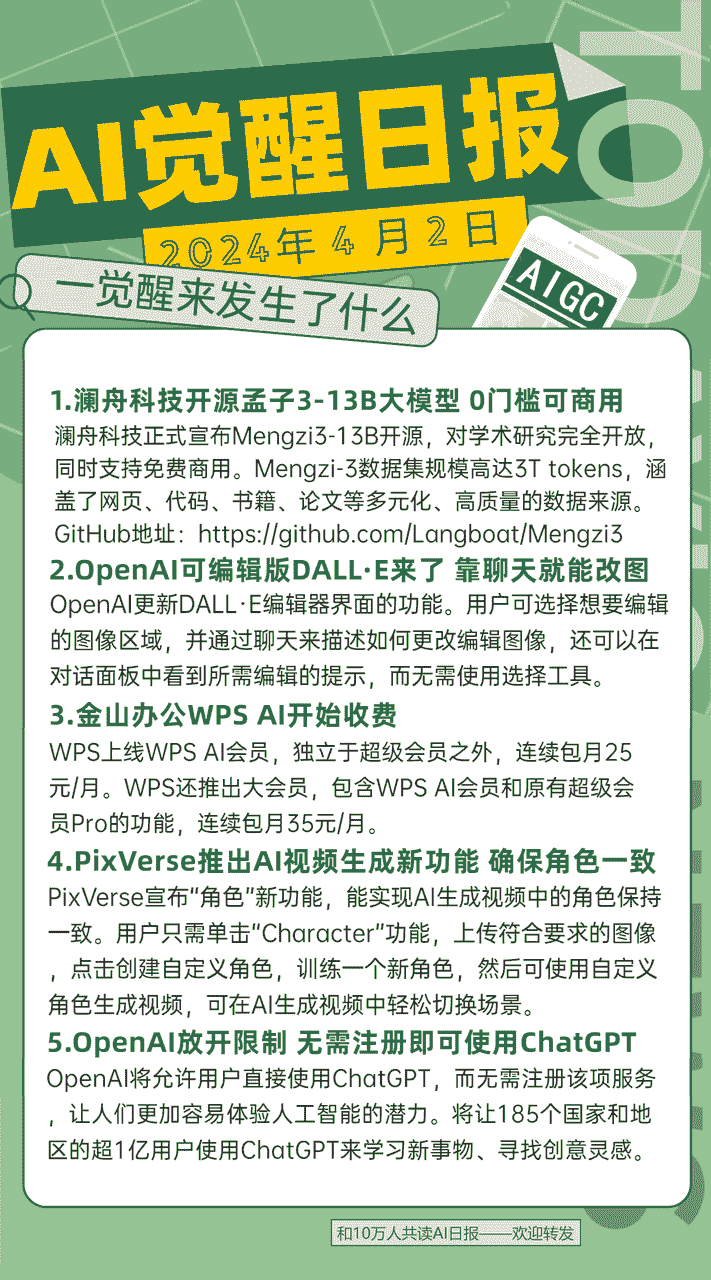 AI觉醒日报
2024年4月2日
一觉醒来发生了什么
AIGC
1.澜舟科技开源孟子3-13B大模型 0门槛可商用
澜舟科技正式宣布Mengzi3-13B开源，对学术研究完全开放，
同时支持免费商用。Mengzi-3数据集规模高达3T tokens，涵
盖了网页、代码、书籍、论文等多元化、高质量的数据来源。
GitHub地址：https://github.com/Langboat/Mengzi3
2.OpenAI可编辑版DALL·E来了 靠聊天就能改图
OpenAI更新DALL·E编辑器界面的功能。用户可选择想要编辑
的图像区域，并通过聊天来描述如何更改编辑图像，还可以在
对话面板中看到所需编辑的提示，而无需使用选择工具。
3.金山办公WPS AI开始收费
WPS上线WPS AI会员，独立于超级会员之外，连续包月25
元/月。WPS还推出大会员，包含WPS AI会员和原有超级会
员Pro的功能，连续包月35元/月。
4.PixVerse推出AI视频生成新功能 确保角色一致
PixVerse宣布“角色”新功能，能实现AI生成视频中的角色保持
一致。用户只需单击“Character”功能，上传符合要求的图像
，点击创建自定义角色，训练一个新角色，然后可使用自定义
角色生成视频，可在AI生成视频中轻松切换场景。
5.OpenAI放开限制 无需注册即可使用ChatGPT
OpenAI将允许用户直接使用ChatGPT，而无需注册该项服务
，让人们更加容易体验人工智能的潜力。将让185个国家和地
区的超1亿用户使用ChatGPT来学习新事物、寻找创意灵感。
和10万人共读AI日报——欢迎转发